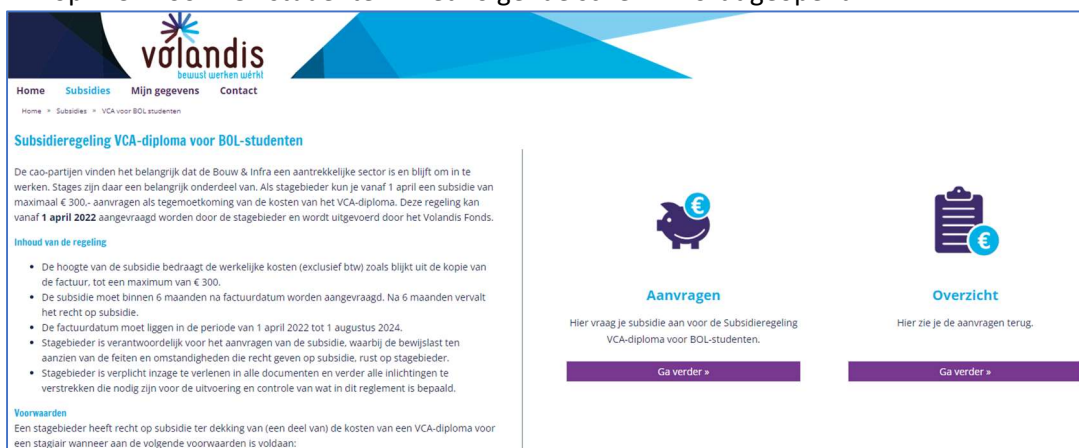 volandis
bewust werken wérkt
Home Subsidies Mijn gegevens Contact
Home » Subsidies » VCA voor BOL studenten
Subsidieregeling VCA-diploma voor BOL-studenten
De cao-partijen vinden het belangrijk dat de Bouw & Infra een aantrekkelijke sector is en blijft om in te
werken. Stages zijn daar een belangrijk onderdeel van. Als stagebieder kun je vanaf 1 april een subsidie van
maximaal € 300,- aanvragen als tegemoetkoming van de kosten van het VCA-diploma. Deze regeling kan
vanaf 1 april 2022 aangevraagd worden door de stagebieder en wordt uitgevoerd door het Volandis Fonds.
Inhoud van de regeling
• De hoogte van de subsidie bedraagt de werkelijke kosten (exclusief btw) zoals blijkt uit de kopie van
de factuur, tot een maximum van € 300.
• De subsidie moet binnen 6 maanden na factuurdatum worden aangevraagd. Na 6 maanden vervalt
het recht op subsidie.
• De factuurdatum moet liggen in de periode van 1 april 2022 tot 1 augustus 2024.
• Stagebieder is verantwoordelijk voor het aanvragen van de subsidie, waarbij de bewijslast ten
aanzien van de feiten en omstandigheden die recht geven op subsidie, rust op stagebieder.
• Stagebieder is verplicht inzage te verlenen in alle documenten en verder alle inlichtingen te
verstrekken die nodig zijn voor de uitvoering en controle van wat in dit reglement is bepaald.
Voorwaarden
Een stagebieder heeft recht op subsidie ter dekking van (een deel van) de kosten van een VCA-diploma voor
een stagiair wanneer aan de volgende voorwaarden is voldaan:
€
Aanvragen
Hier vraag je subsidie aan voor de Subsidieregeling
VCA-diploma voor BOL-studenten.
Ga verder »
€
Overzicht
Hier zie je de aanvragen terug.
Ga verder »